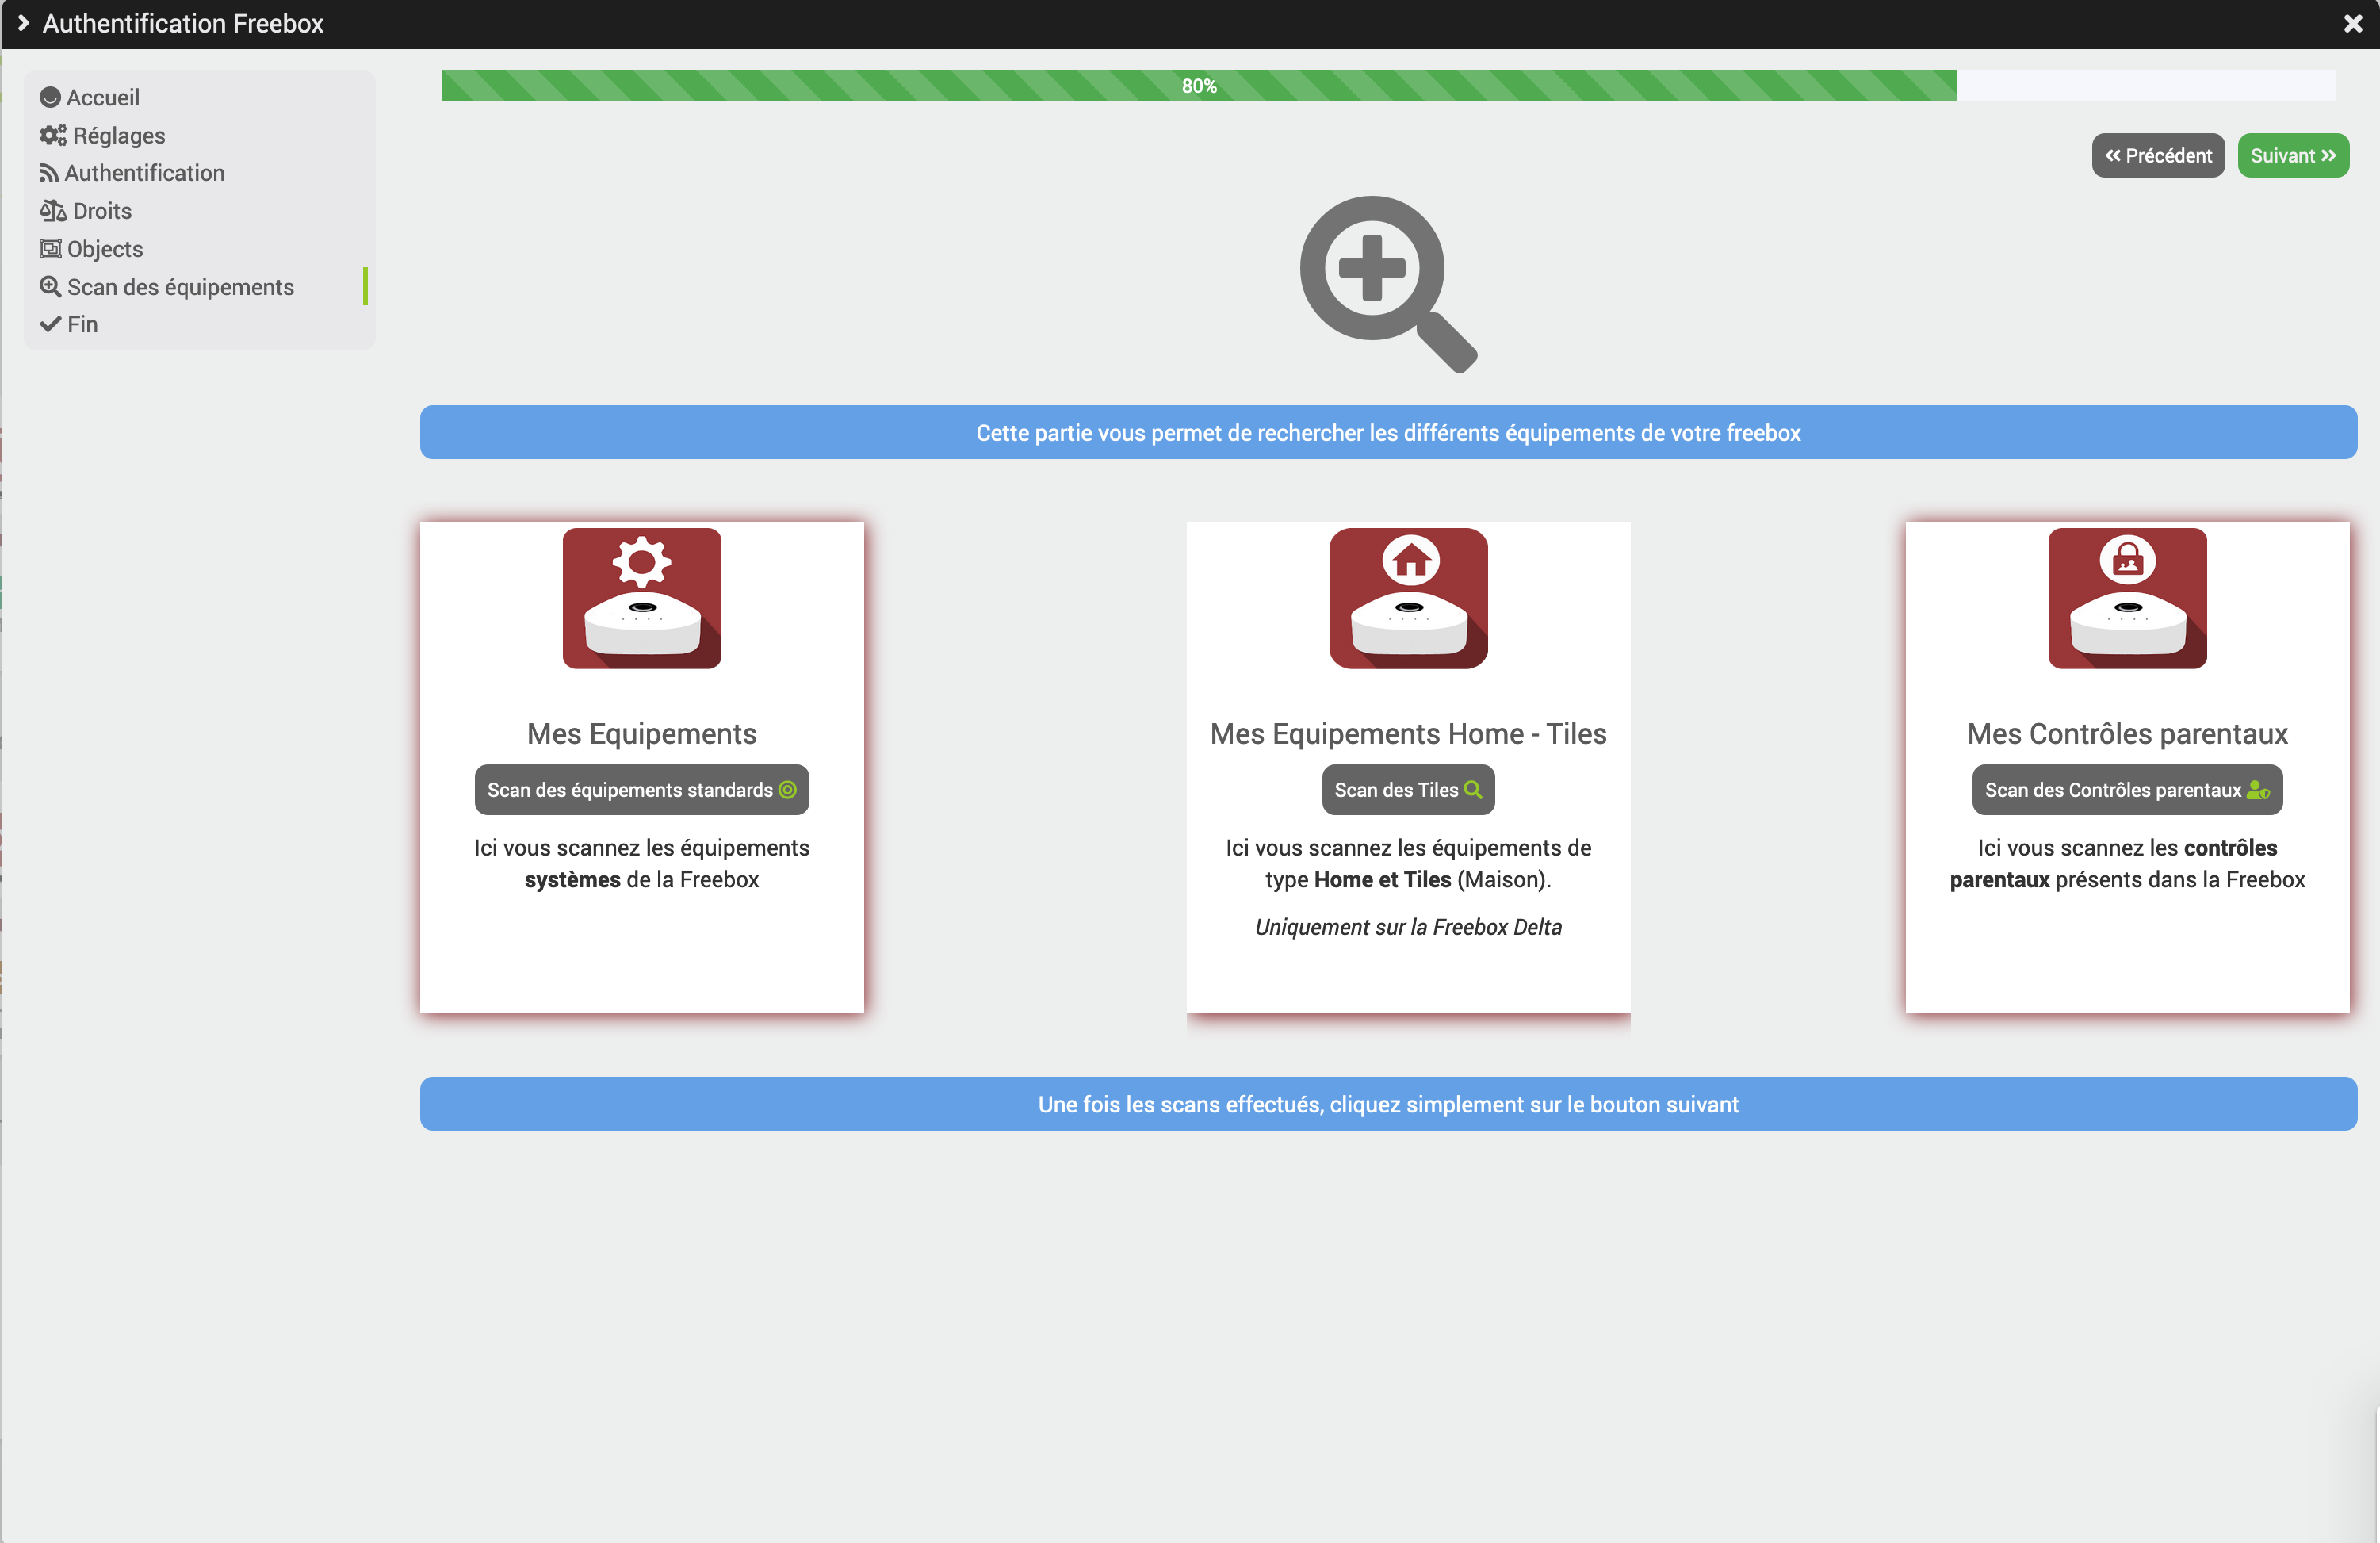 Authentification Freebox
Accueil
Réglages
Authentification
Droits
Objects
Scan des équipements
Fin
80%
Précédent
Suivant
Cette partie vous permet de rechercher les différents équipements de votre freebox
Mes Equipements
Scan des équipements standards
Ici vous scannez les équipements
systèmes de la Freebox
Mes Equipements Home - Tiles
Scan des Tiles
Ici vous scannez les équipements de
type Home et Tiles (Maison).
Uniquement sur la Freebox Delta
Mes Contrôles parentaux
Scan des Contrôles parentaux
Ici vous scannez les contrôles
parentaux présents dans la Freebox
Une fois les scans effectués, cliquez simplement sur le bouton suivant